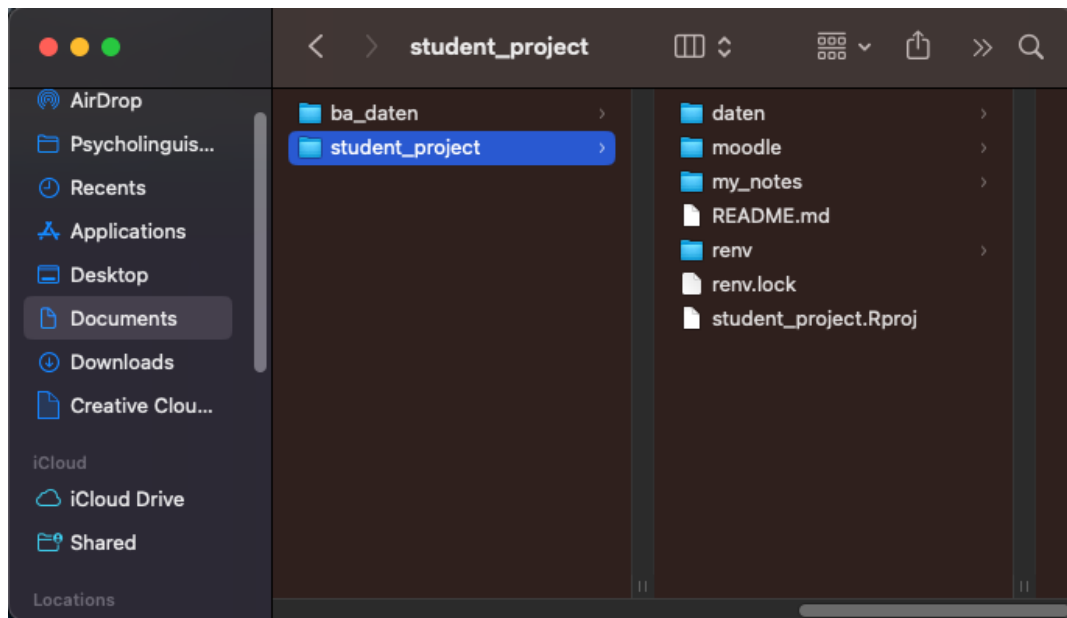 student_project
AirDrop
Psycholinguis...
Recents
Applications
Desktop
Documents
Downloads
Creative Clou...
iCloud
iCloud Drive
Shared
Locations
ba_daten
student_project
daten
moodle
my_notes
README.md
renv
renv.lock
student_project.Rproj